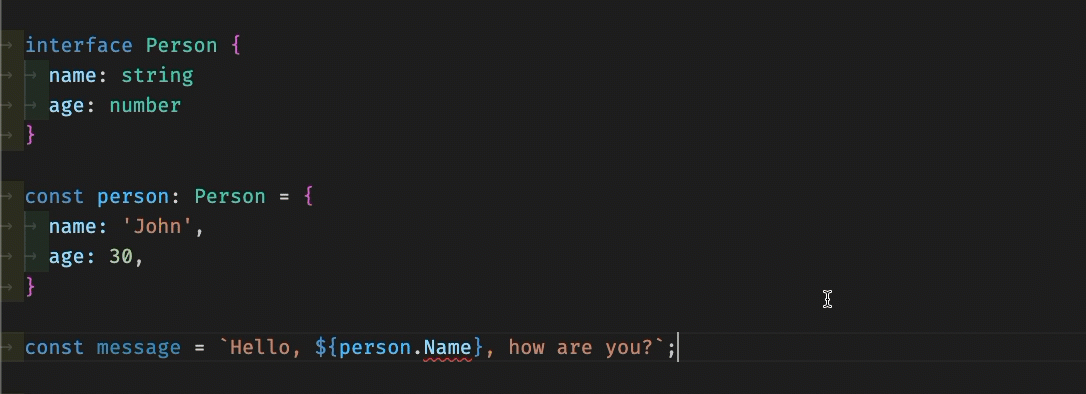 interface Person {
name: string
age: number
}
const person: Person = {
name: 'John',
age: 30,
}
const message = `Hello, ${person.Name}, how are you?`;